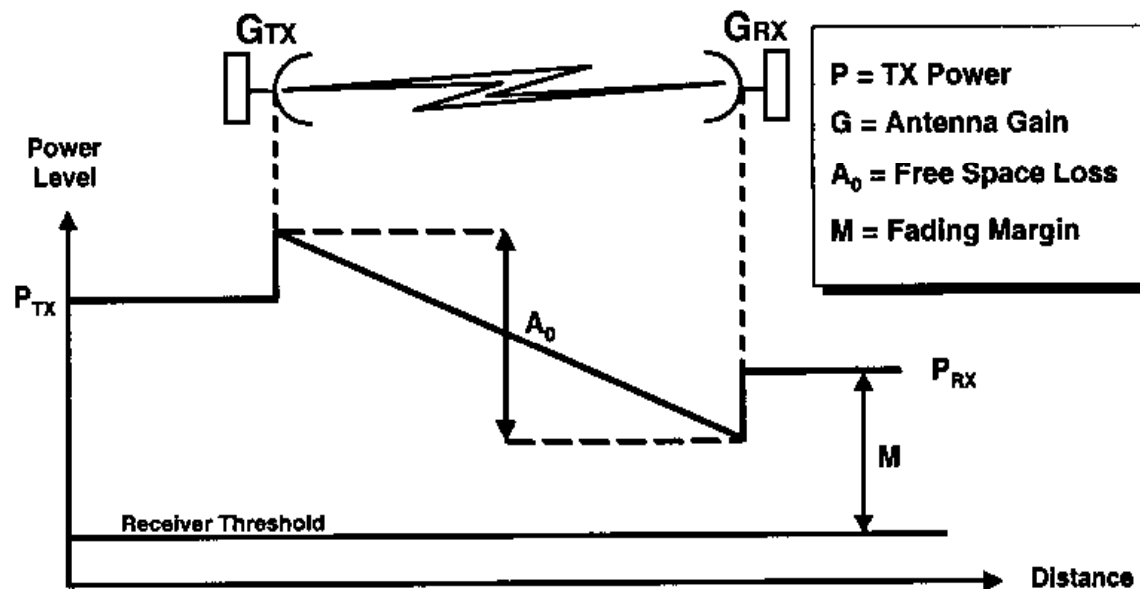 GTX
GRX
P = TX Power
G = Antenna Gain
A0 = Free Space Loss
M = Fading Margin
Power
Level
PTX
A0
PRX
M
Receiver Threshold
Distance